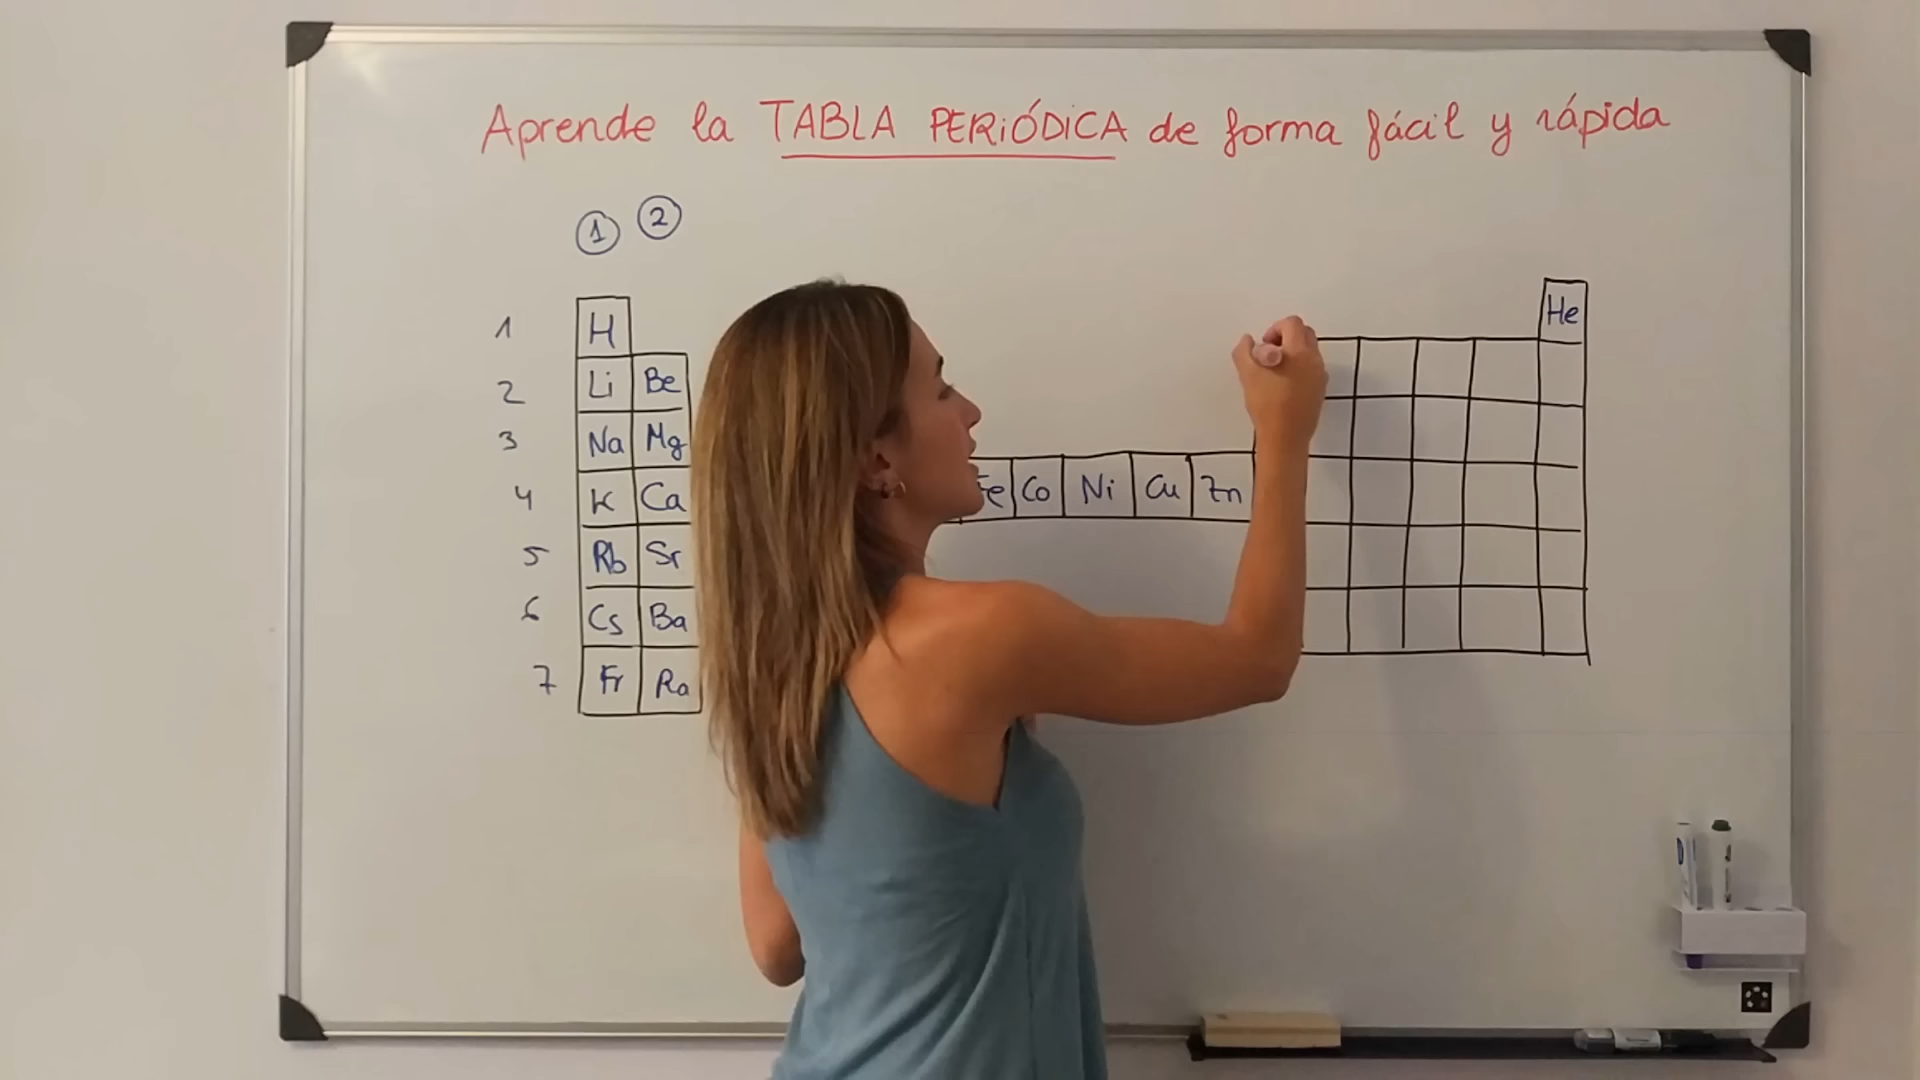 Aprende la TABLA PERIÓDICA de forma fácil y rápida
1 2
1 H He
2 Li Be
3 Na Mg
4 K Ca Fe Co Ni Cu Zn
5 Rb Sr
6 Cs Ba
7 Fr Ra